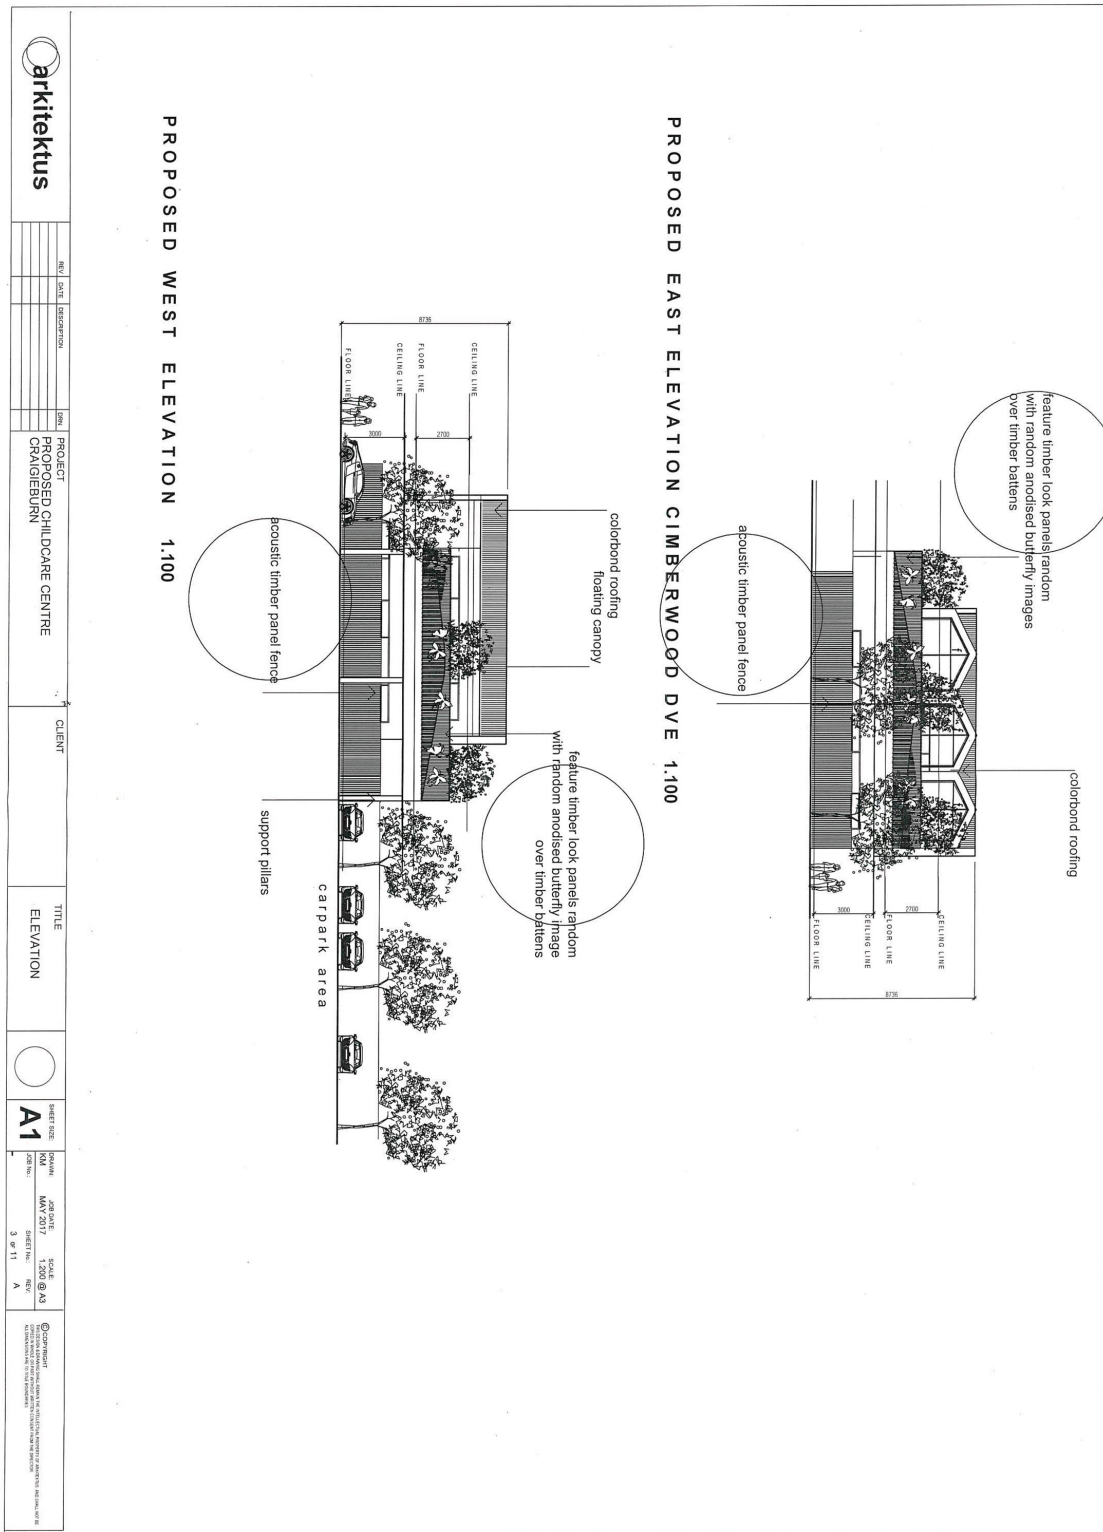 PROPOSED EAST ELEVATION CIMBERWOOD DVE 1.100
feature timber look panels random
with random anodised butterfly images
over timber battens
acoustic timber panel fence
colorbond roofing
CEILING LINE
FLOOR LINE
CEILING LINE
FLOOR LINE
2700
3000
8736
PROPOSED WEST ELEVATION 1.100
8736
CEILING LINE
FLOOR LINE
CEILING LINE
FLOOR LINE
2700
3000
colorbond roofing
floating canopy
feature timber look panels random
with random anodised butterfly image
over timber battens
acoustic timber panel fence
support pillars
carpark area
arkitektus
REV DATE DESCRIPTION DRN
PROJECT
PROPOSED CHILDCARE CENTRE
CRAIGIEBURN
CLIENT
TITLE
ELEVATION
SHEET SIZE:
A1
DRAWN: JOB DATE: SCALE:
KM MAY 2017 1:200 @ A3
JOB No.: SHEET No.: REV:
- 3 OF 11 A
© COPYRIGHT